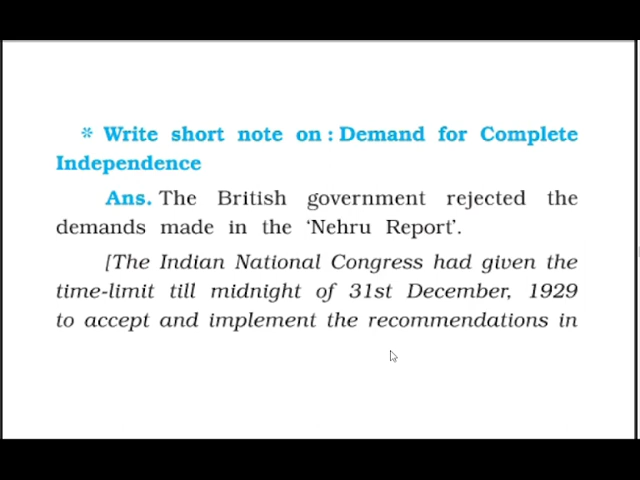 * Write short note on : Demand for Complete
Independence
Ans. The British government rejected the
demands made in the ‘Nehru Report’.
[The Indian National Congress had given the
time-limit till midnight of 31st December, 1929
to accept and implement the recommendations in